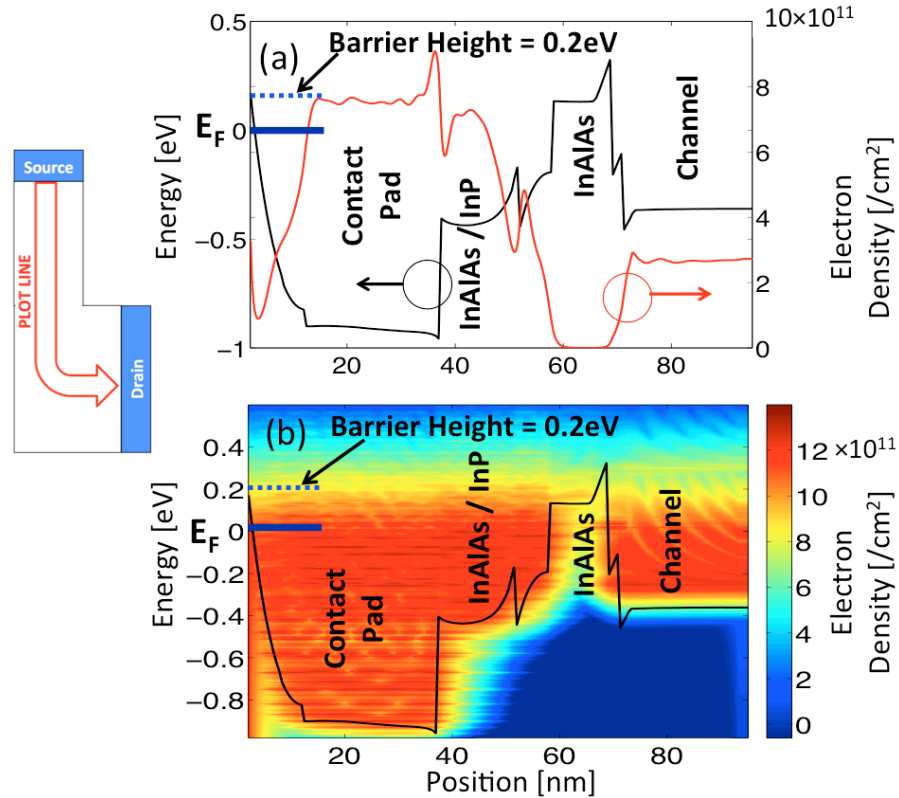 Source
PLOT LINE
Drain
(a)
Barrier Height = 0.2eV
10×10¹¹
0.5
0
−0.5
−1
E_F
Energy [eV]
Contact
Pad
InAlAs / InP
InAlAs
Channel
8
6
4
2
0
Electron
Density [/cm²]
20
40
60
80
(b)
Barrier Height = 0.2eV
0.4
0.2
0
−0.2
−0.4
−0.6
−0.8
E_F
Energy [eV]
Contact
Pad
InAlAs / InP
InAlAs
Channel
12 ×10¹¹
10
8
6
4
2
0
Electron
Density [/cm²]
20
40
60
80
Position [nm]